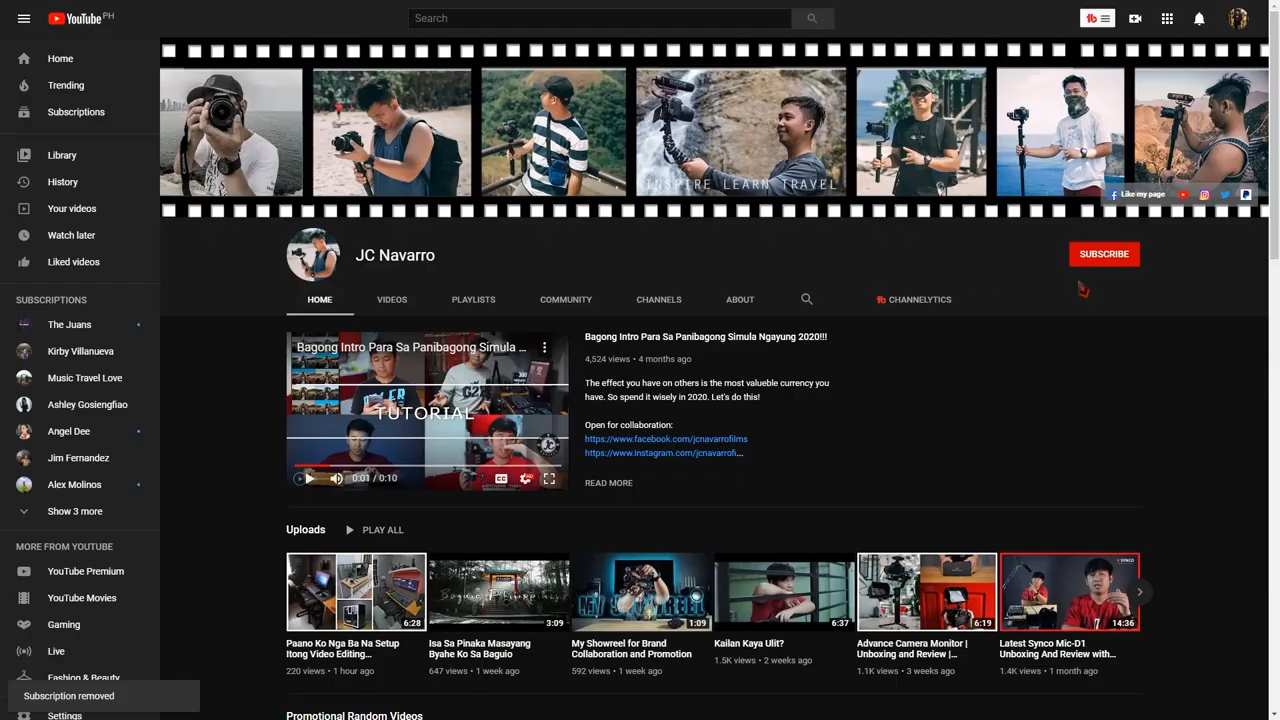 YouTube PH
Search
Home
Trending
Subscriptions
Library
History
Your videos
Watch later
Liked videos
SUBSCRIPTIONS
The Juans
Kirby Villanueva
Music Travel Love
Ashley Gosiengfiao
Angel Dee
Jim Fernandez
Alex Molinos
Show 3 more
MORE FROM YOUTUBE
YouTube Premium
YouTube Movies
Gaming
Live
Fashion & Beauty
Subscription removed
Settings
INSPIRE LEARN TRAVEL
Like my page
JC Navarro
SUBSCRIBE
HOME
VIDEOS
PLAYLISTS
COMMUNITY
CHANNELS
ABOUT
CHANNELYTICS
Bagong Intro Para Sa Panibagong Simula ...
TUTORIAL
0:01 / 0:10
Bagong Intro Para Sa Panibagong Simula Ngayung 2020!!!
4,524 views • 4 months ago
The effect you have on others is the most valueble currency you
have. So spend it wisely in 2020. Let's do this!
Open for collaboration:
https://www.facebook.com/jcnavarrofilms
https://www.instagram.com/jcnavarrofi...
READ MORE
Uploads
PLAY ALL
6:28
Paano Ko Nga Ba Na Setup
Itong Video Editing...
220 views • 1 hour ago
Baguio Philippines
3:09
Isa Sa Pinaka Masayang
Byahe Ko Sa Baguio
647 views • 1 week ago
1:09
My Showreel for Brand
Collaboration and Promotion
592 views • 1 week ago
6:37
Kailan Kaya Ulit?
1.5K views • 2 weeks ago
6:19
Advance Camera Monitor |
Unboxing and Review |...
1.1K views • 3 weeks ago
SYNCO
14:36
Latest Synco Mic-D1
Unboxing And Review with...
1.4K views • 1 month ago
Promotional Random Videos